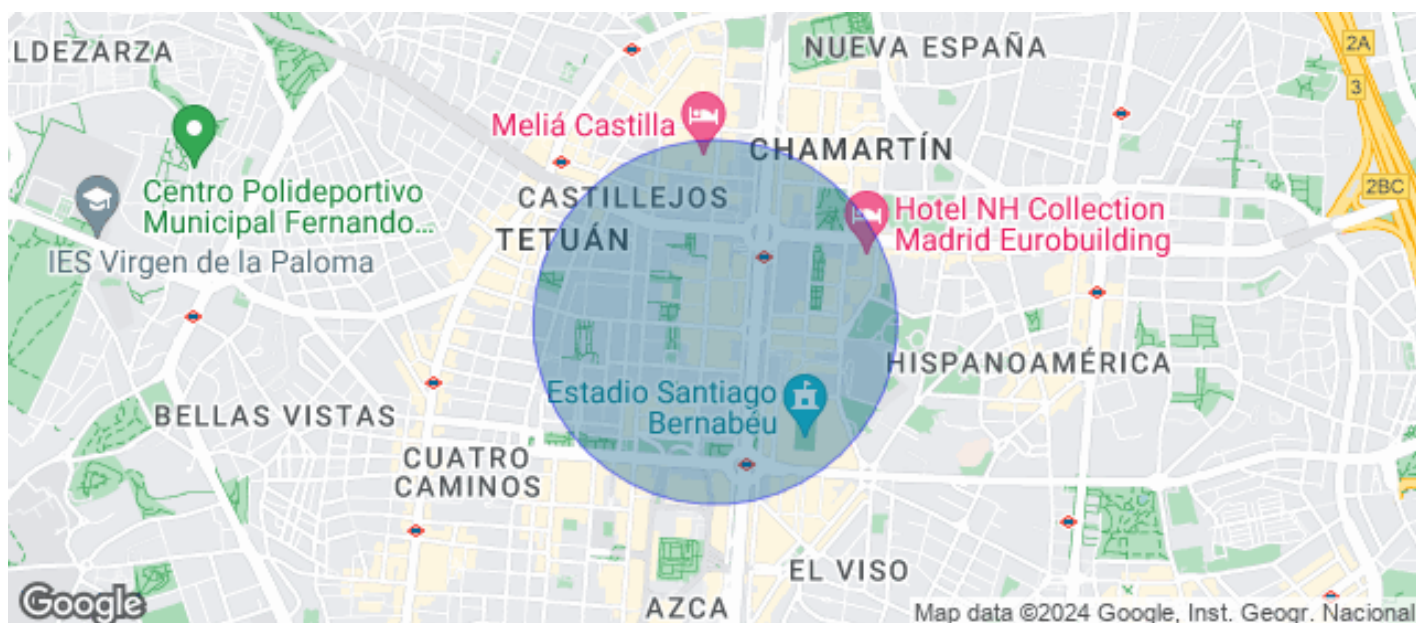 LDEZARZA
NUEVA ESPAÑA
2A
3
Meliá Castilla
CHAMARTÍN
Centro Polideportivo
Municipal Fernando...
CASTILLEJOS
2BC
Hotel NH Collection
Madrid Eurobuilding
TETUÁN
IES Virgen de la Paloma
HISPANOAMÉRICA
Estadio Santiago
Bernabéu
BELLAS VISTAS
CUATRO
CAMINOS
EL VISO
AZCA
Google
Map data ©2024 Google, Inst. Geogr. Nacional